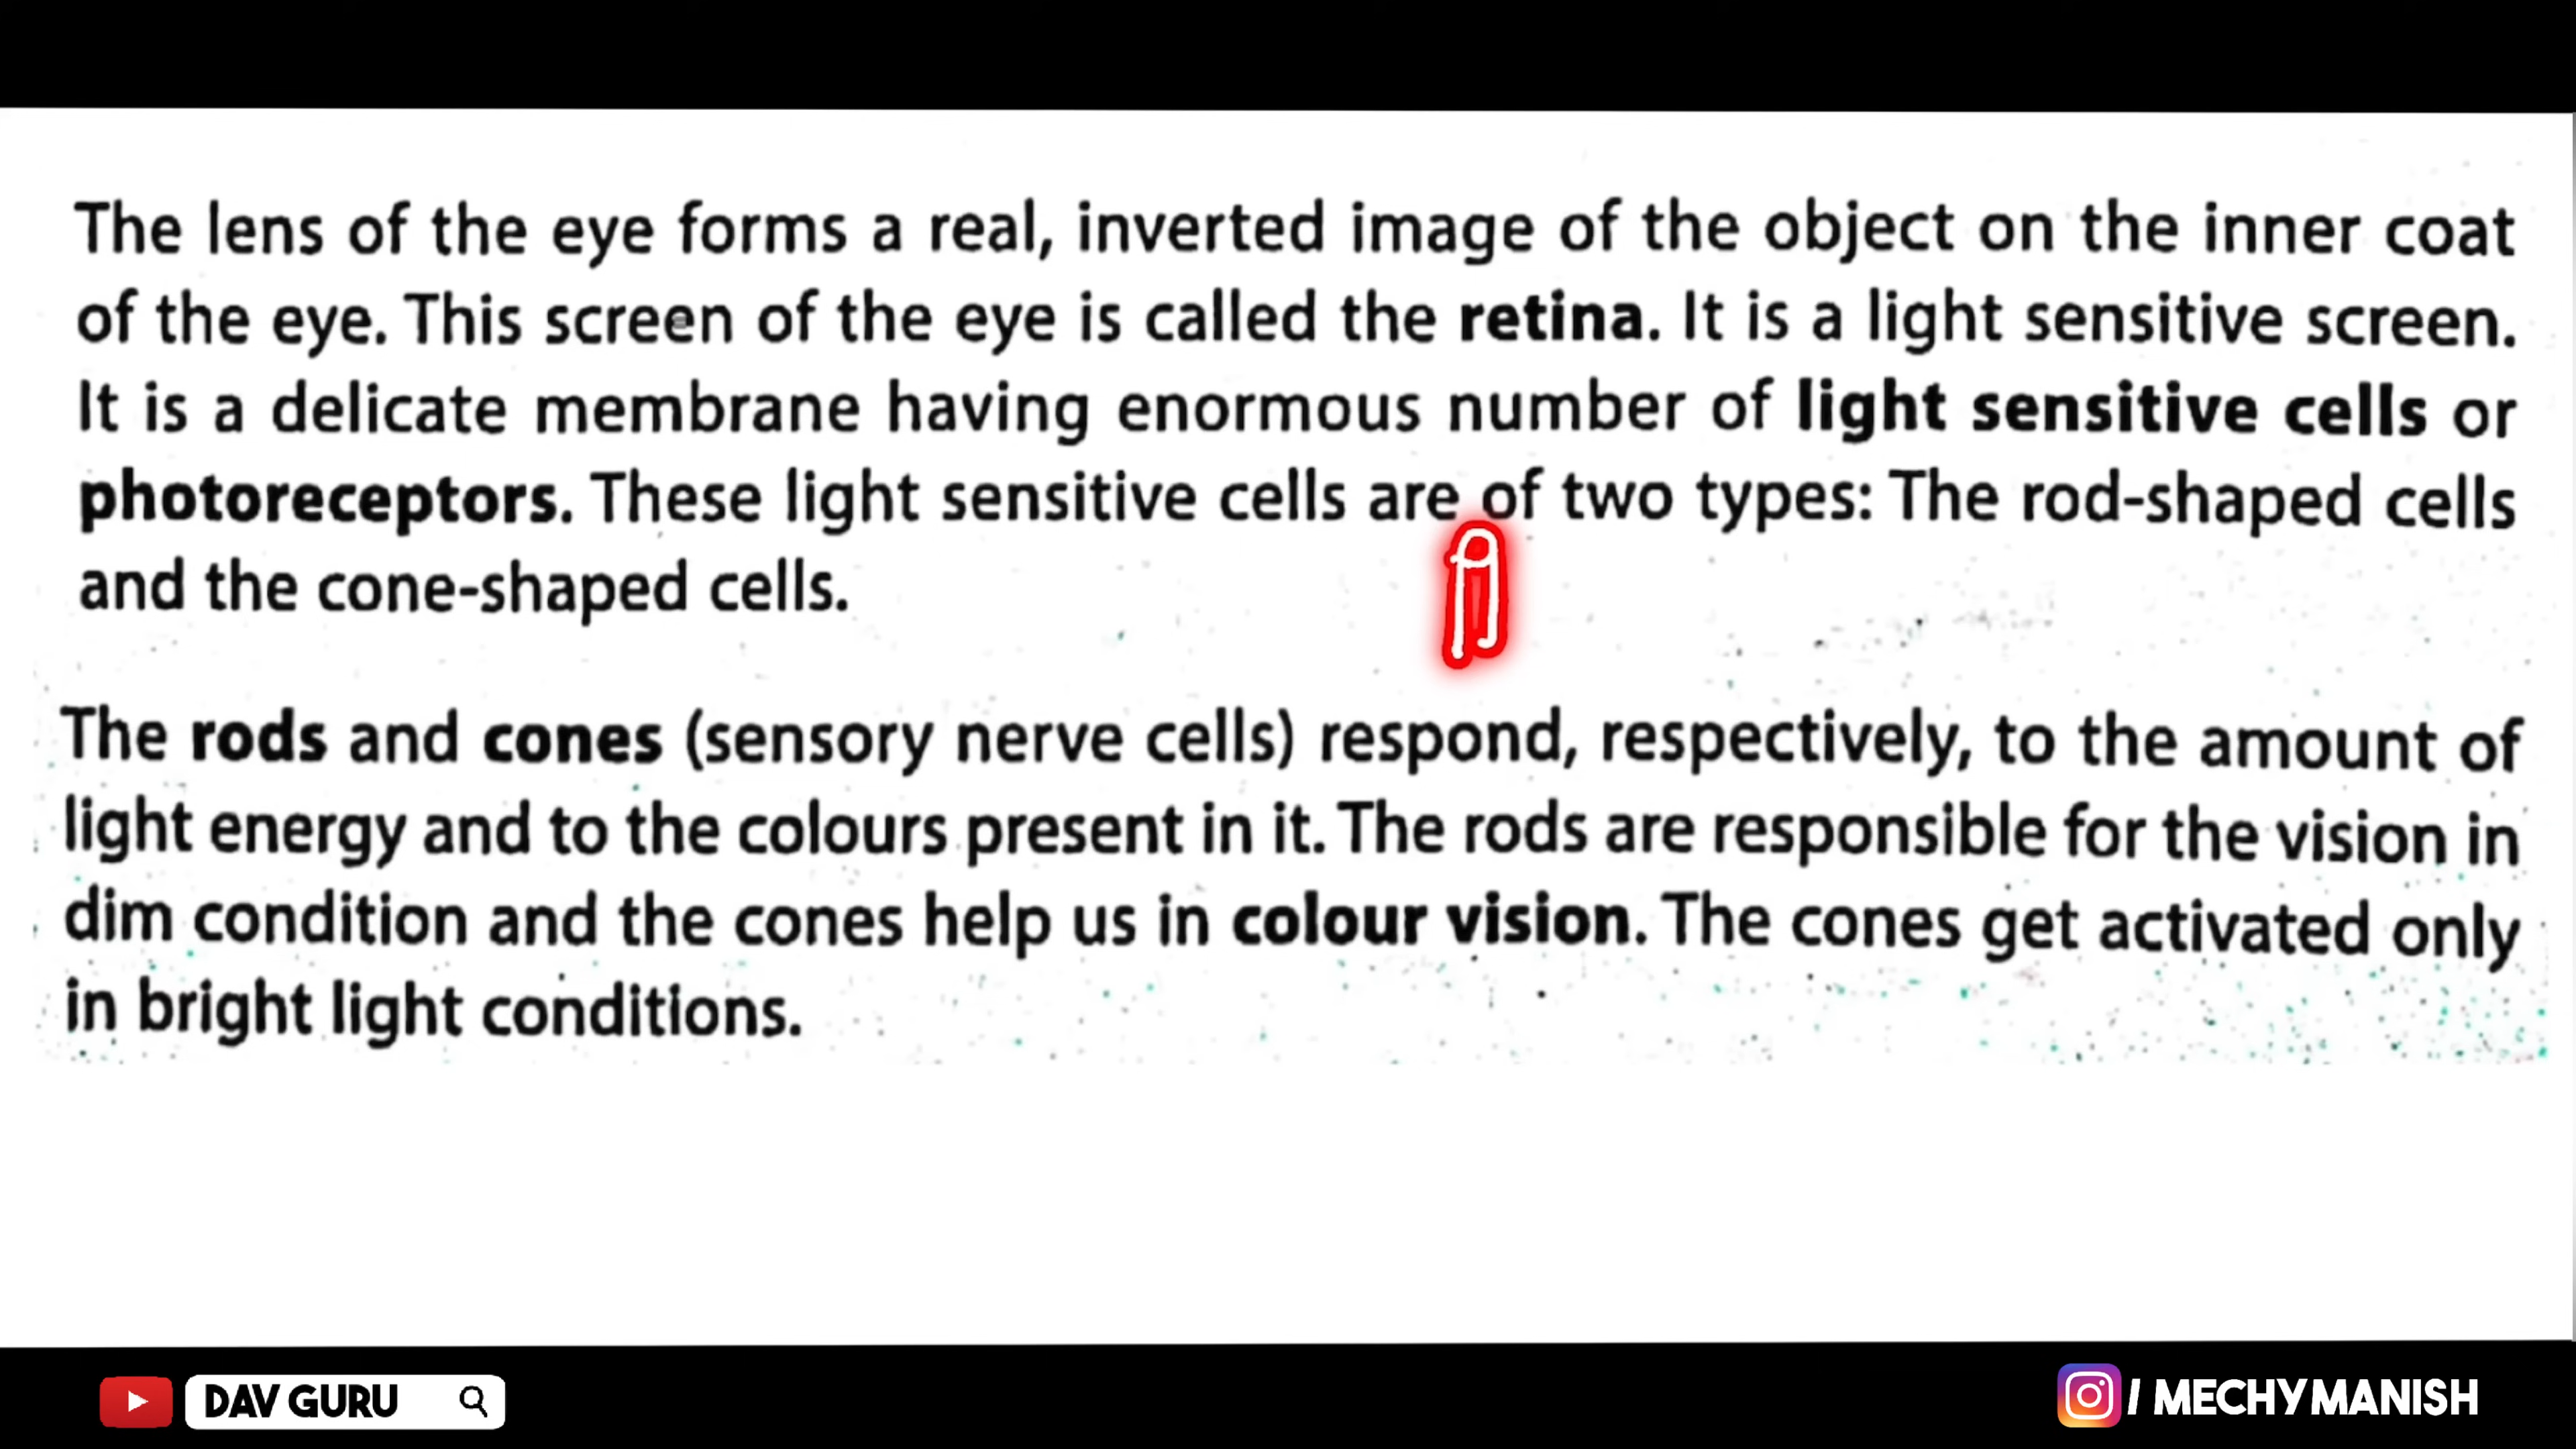 The lens of the eye forms a real, inverted image of the object on the inner coat
of the eye. This screen of the eye is called the retina. It is a light sensitive screen.
It is a delicate membrane having enormous number of light sensitive cells or
photoreceptors. These light sensitive cells are of two types: The rod-shaped cells
and the cone-shaped cells.
The rods and cones (sensory nerve cells) respond, respectively, to the amount of
light energy and to the colours present in it. The rods are responsible for the vision in
dim condition and the cones help us in colour vision. The cones get activated only
in bright light conditions.
DAV GURU
/ MECHYMANISH